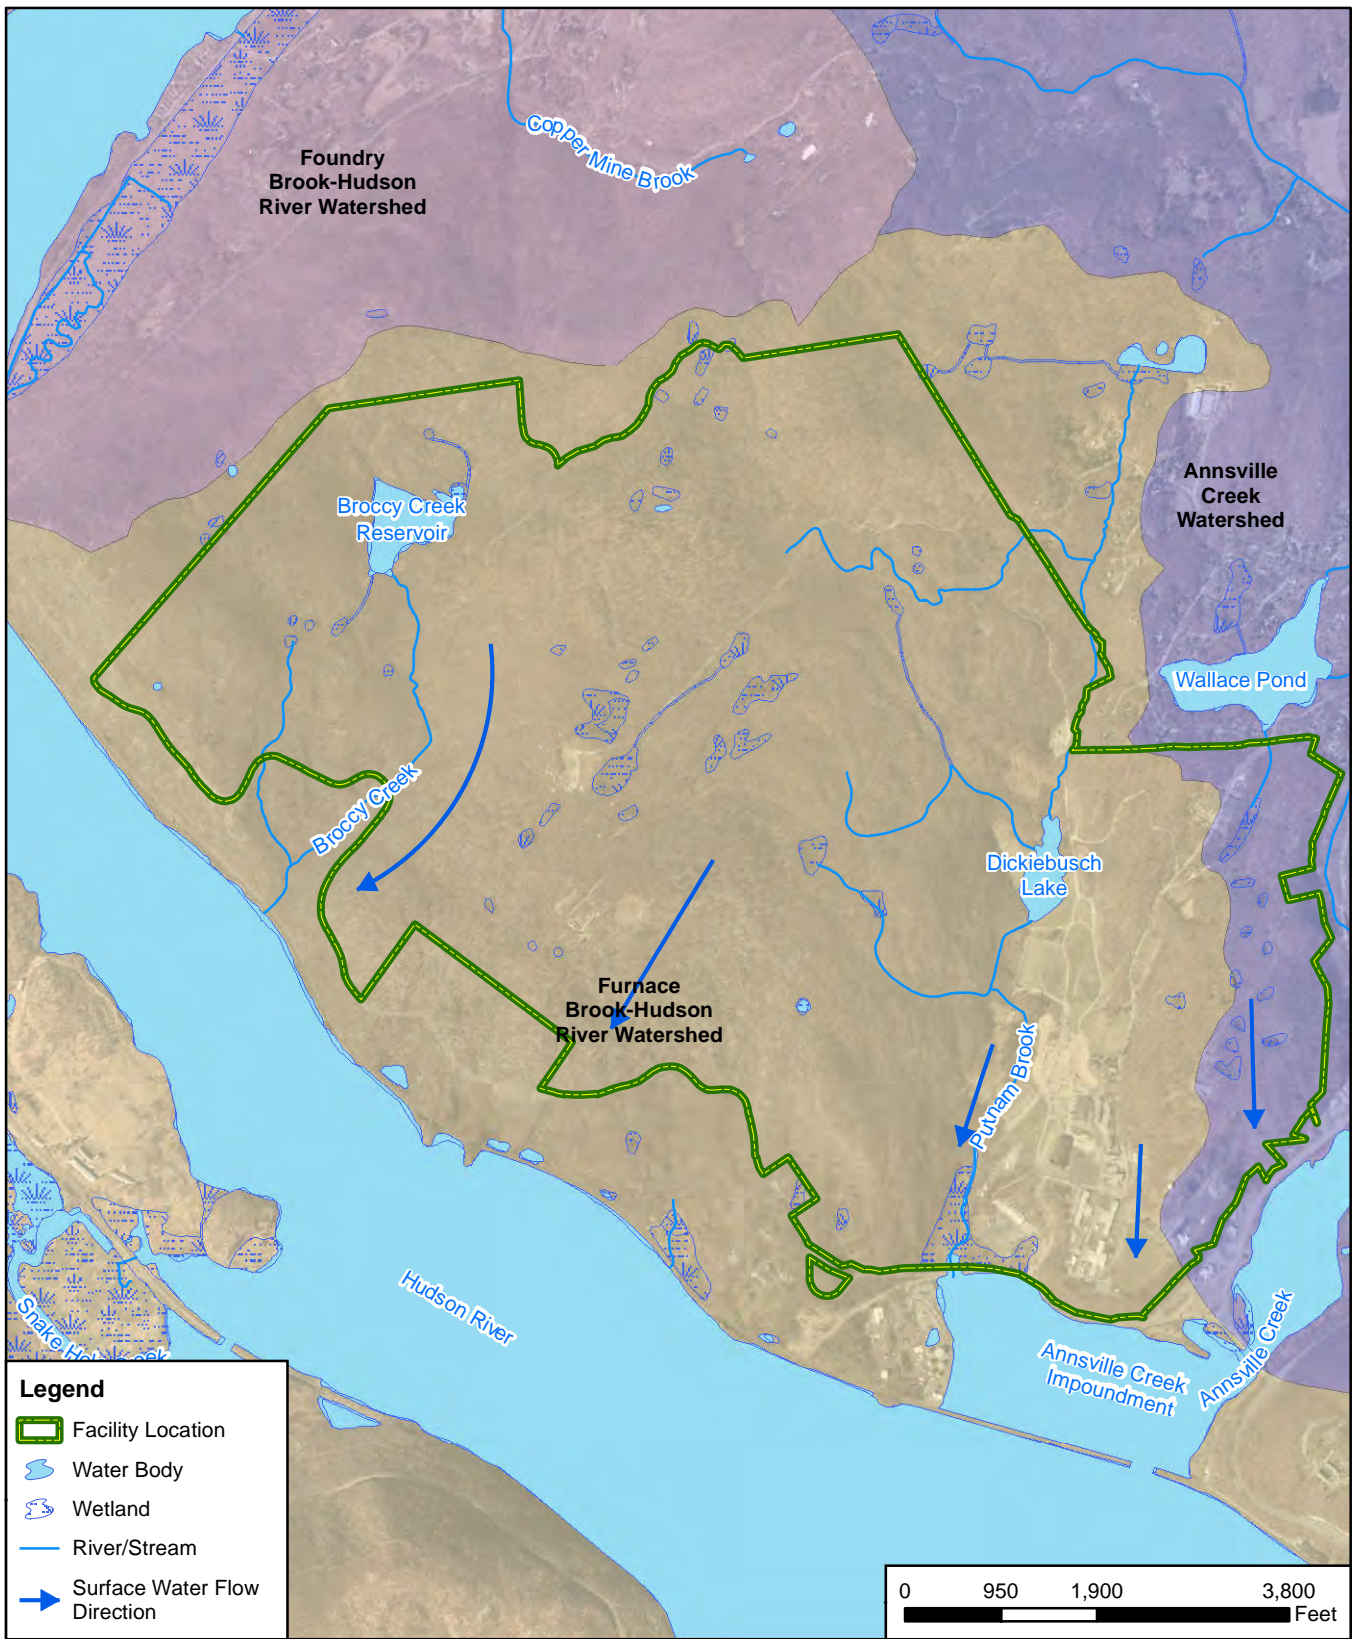 Copper Mine Brook
Foundry
Brook-Hudson
River Watershed
Annsville
Creek
Watershed
Broccy Creek
Reservoir
Wallace Pond
Broccy Creek
Dickiebusch
Lake
Furnace
Brook-Hudson
River Watershed
Putnam Brook
Hudson River
Snake
Annsville Creek
Impoundment
Annsville Creek
Legend
Facility Location
Water Body
Wetland
River/Stream
Surface Water Flow
Direction
0 950 1,900 3,800
Feet